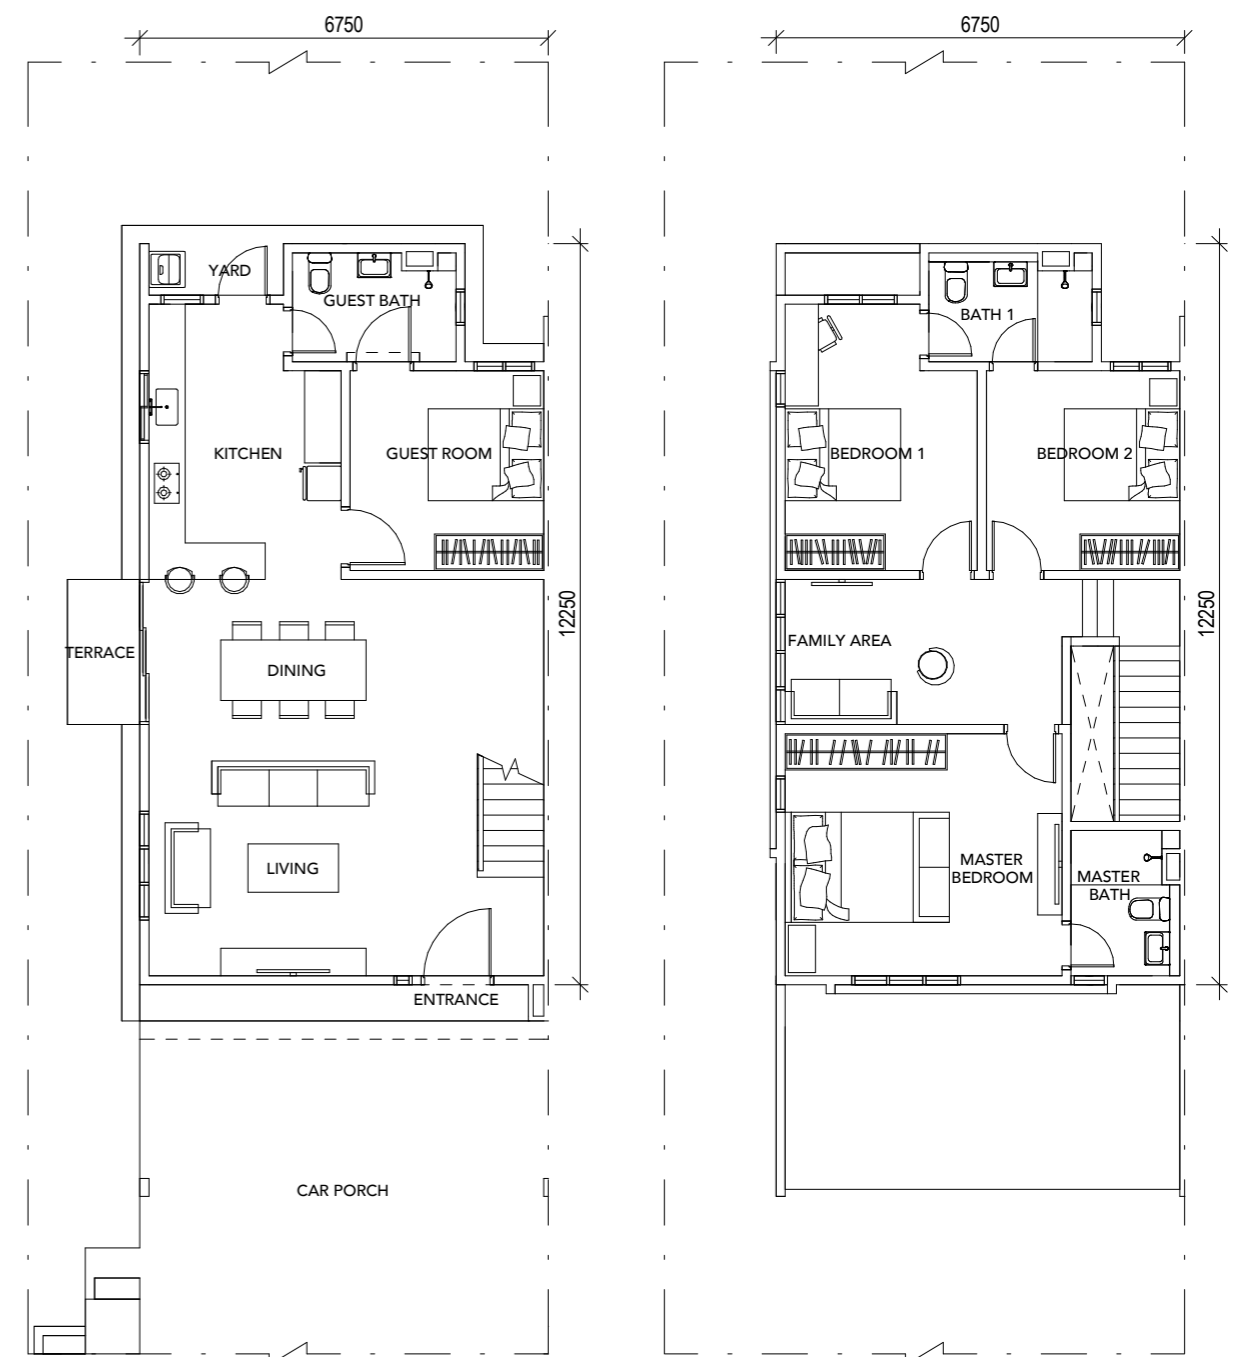 6750
6750
YARD
GUEST BATH
BATH 1
KITCHEN
GUEST ROOM
BEDROOM 1
BEDROOM 2
12250
12250
TERRACE
DINING
FAMILY AREA
LIVING
MASTER
BEDROOM
MASTER
BATH
ENTRANCE
CAR PORCH